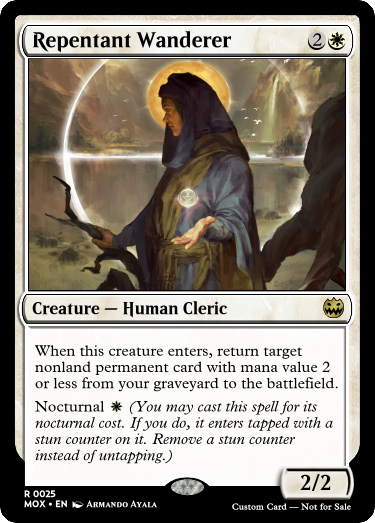 Repentant Wanderer 2
Creature — Human Cleric
When this creature enters, return target
nonland permanent card with mana value 2
or less from your graveyard to the battlefield.
Nocturnal (You may cast this spell for its
nocturnal cost. If you do, it enters tapped with a
stun counter on it. Remove a stun counter
instead of untapping.)
2/2
R 0025
MOX • EN Armando Ayala
Custom Card — Not for Sale